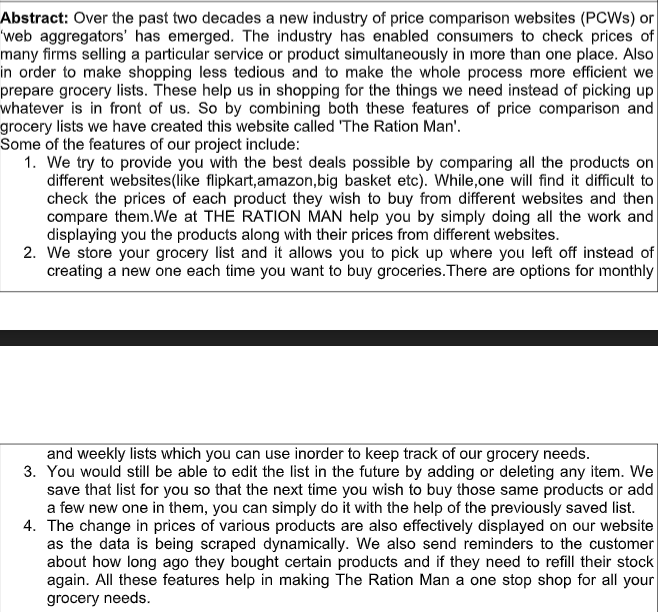 Abstract: Over the past two decades a new industry of price comparison websites (PCWs) or
'web aggregators' has emerged. The industry has enabled consumers to check prices of
many firms selling a particular service or product simultaneously in more than one place. Also
in order to make shopping less tedious and to make the whole process more efficient we
prepare grocery lists. These help us in shopping for the things we need instead of picking up
whatever is in front of us. So by combining both these features of price comparison and
grocery lists we have created this website called 'The Ration Man'.
Some of the features of our project include:
1. We try to provide you with the best deals possible by comparing all the products on
different websites(like flipkart,amazon,big basket etc). While,one will find it difficult to
check the prices of each product they wish to buy from different websites and then
compare them.We at THE RATION MAN help you by simply doing all the work and
displaying you the products along with their prices from different websites.
2. We store your grocery list and it allows you to pick up where you left off instead of
creating a new one each time you want to buy groceries.There are options for monthly
and weekly lists which you can use inorder to keep track of our grocery needs.
3. You would still be able to edit the list in the future by adding or deleting any item. We
save that list for you so that the next time you wish to buy those same products or add
a few new one in them, you can simply do it with the help of the previously saved list.
4. The change in prices of various products are also effectively displayed on our website
as the data is being scraped dynamically. We also send reminders to the customer
about how long ago they bought certain products and if they need to refill their stock
again. All these features help in making The Ration Man a one stop shop for all your
grocery needs.